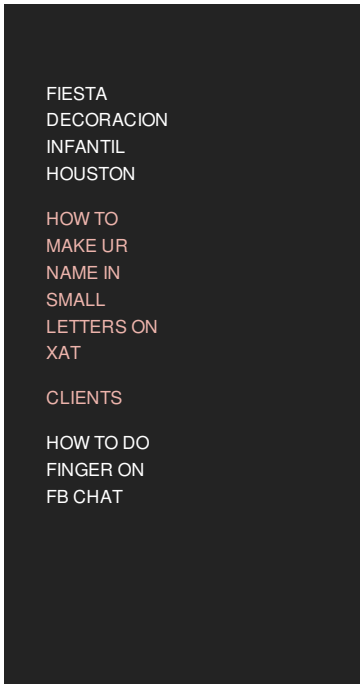 FIESTA
DECORACION
INFANTIL
HOUSTON
HOW TO
MAKE UR
NAME IN
SMALL
LETTERS ON
XAT
CLIENTS
HOW TO DO
FINGER ON
FB CHAT